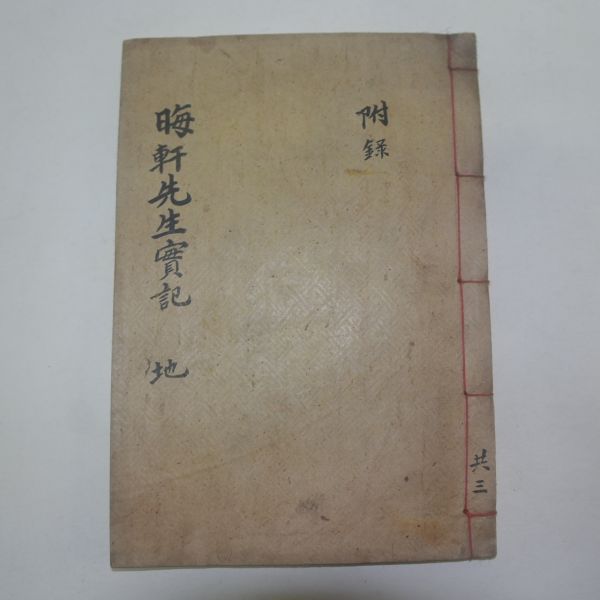 晦軒先生實記 地
附錄
共三